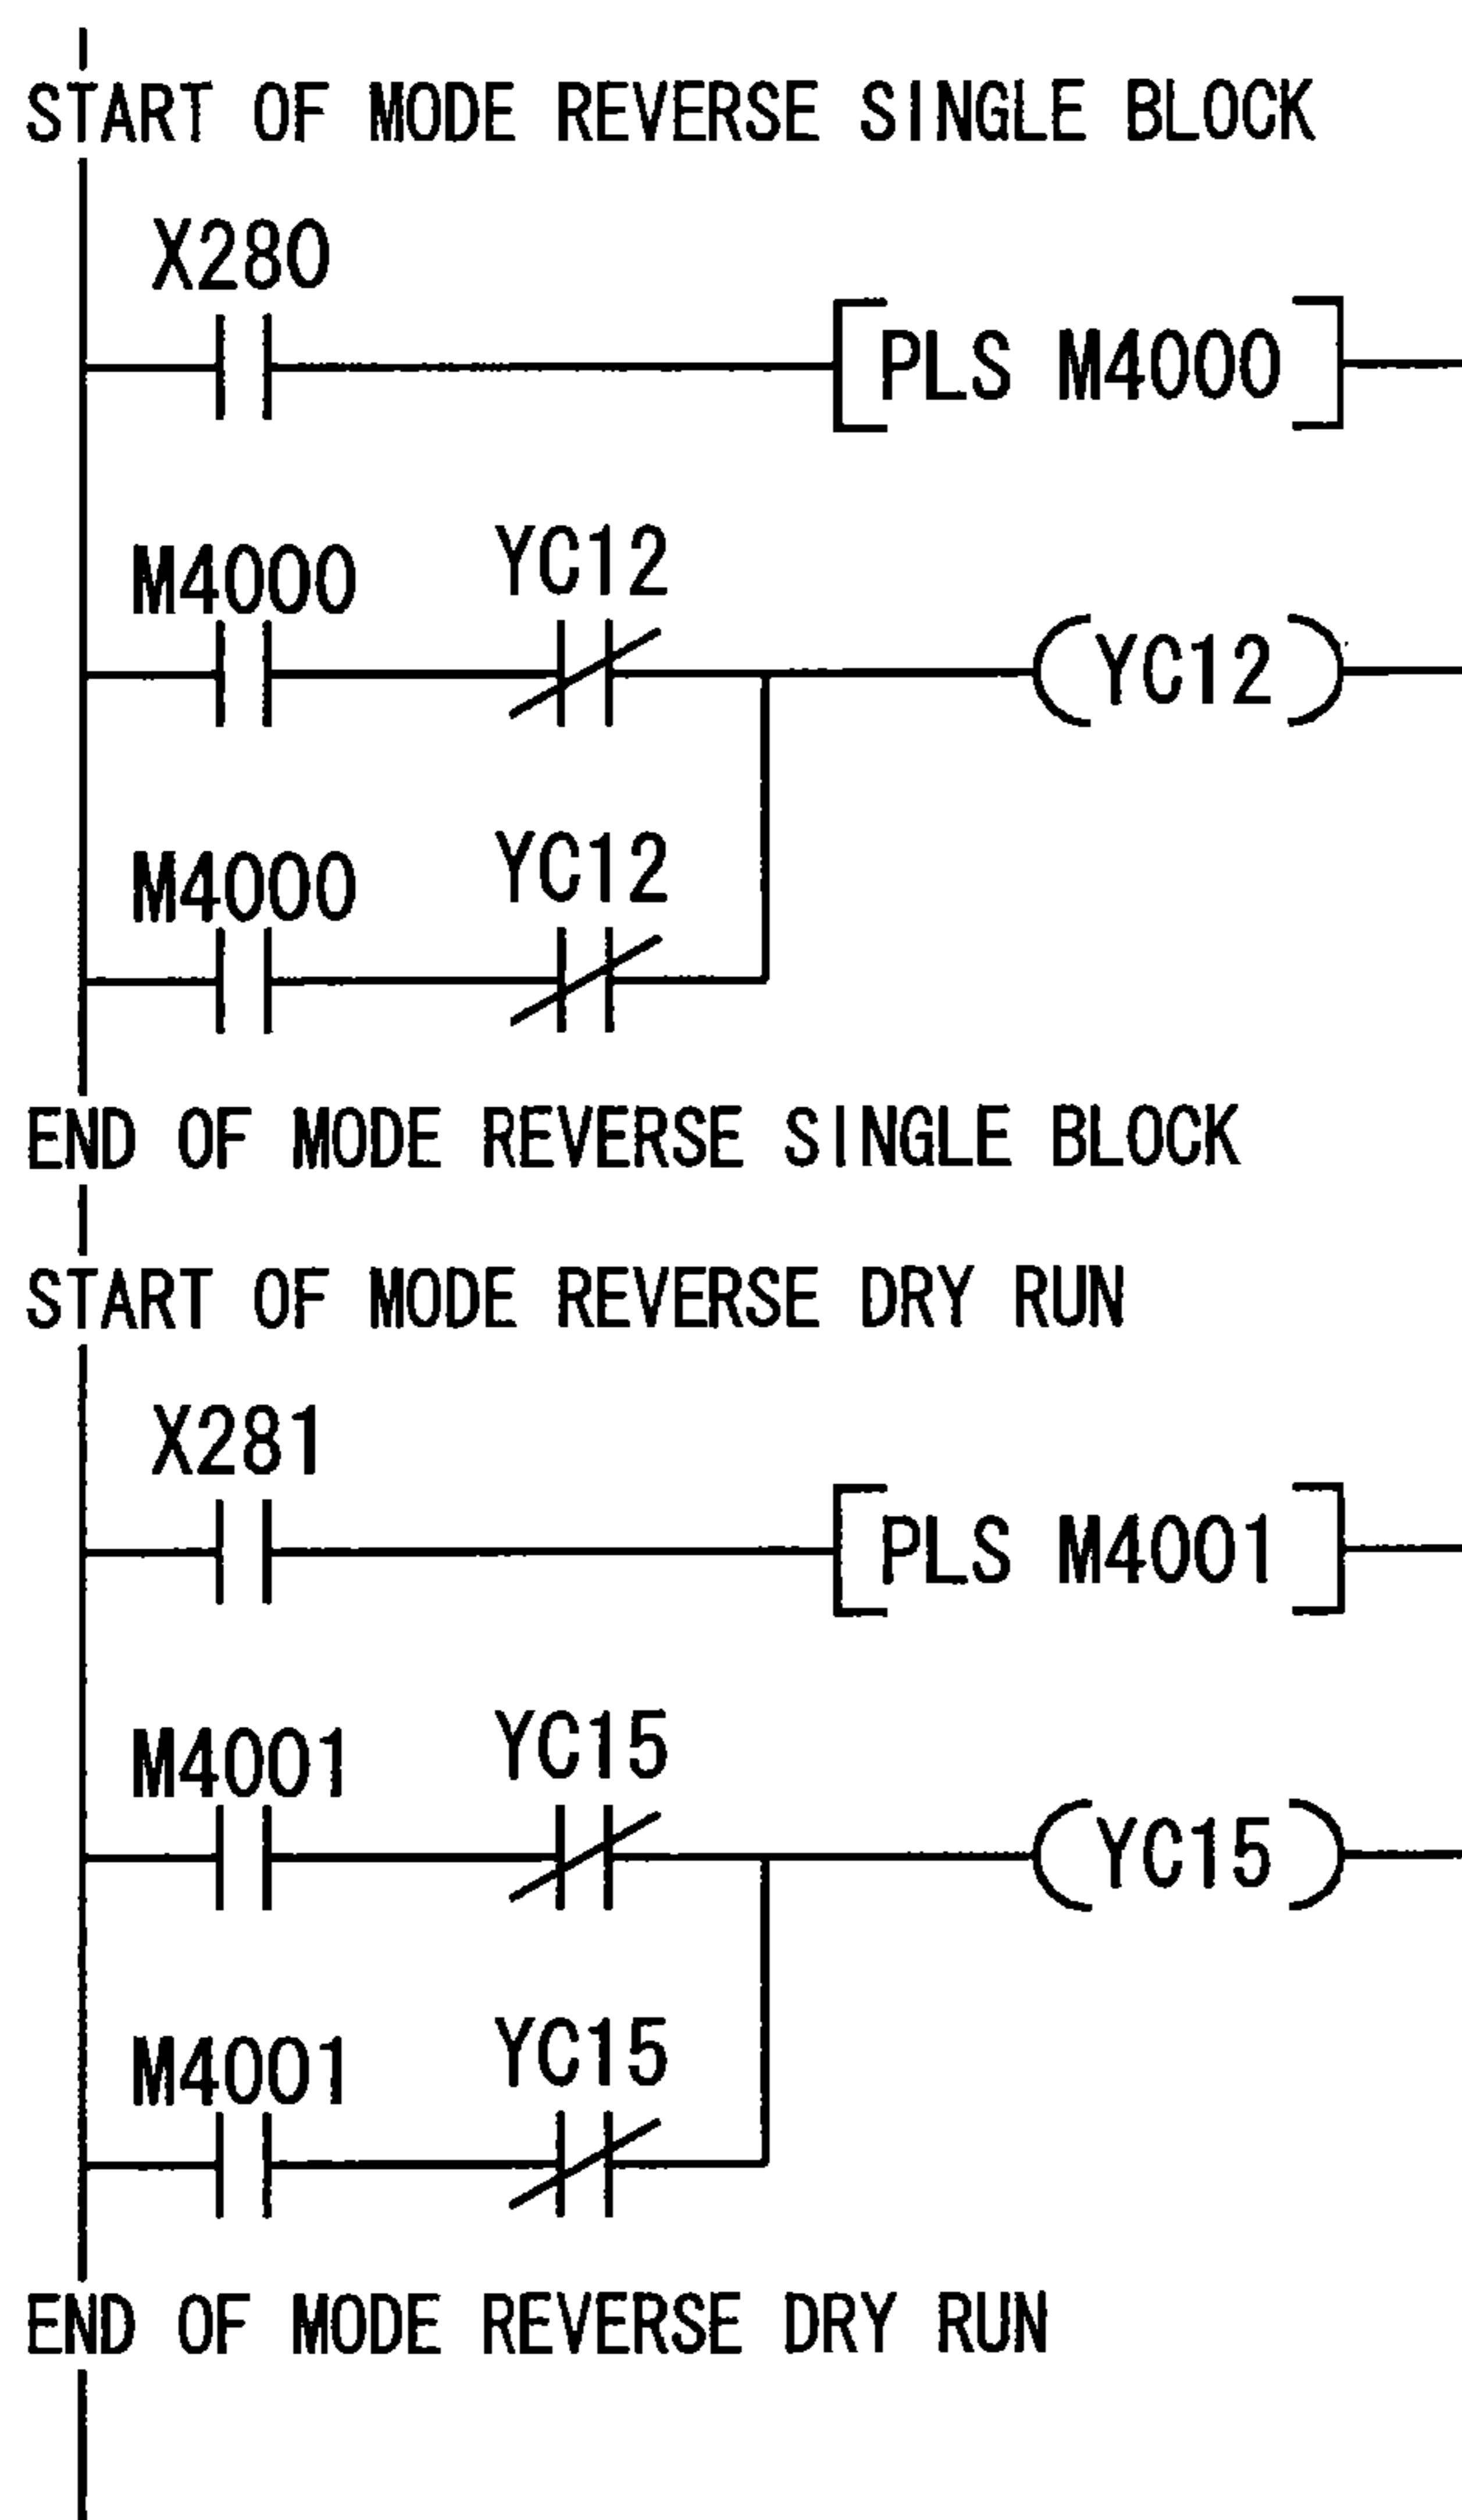 START OF MODE REVERSE SINGLE BLOCK
X280
PLS M4000
M4000 YC12
YC12
M4000 YC12
END OF MODE REVERSE SINGLE BLOCK
START OF MODE REVERSE DRY RUN
X281
PLS M4001
M4001 YC15
YC15
M4001 YC15
END OF MODE REVERSE DRY RUN